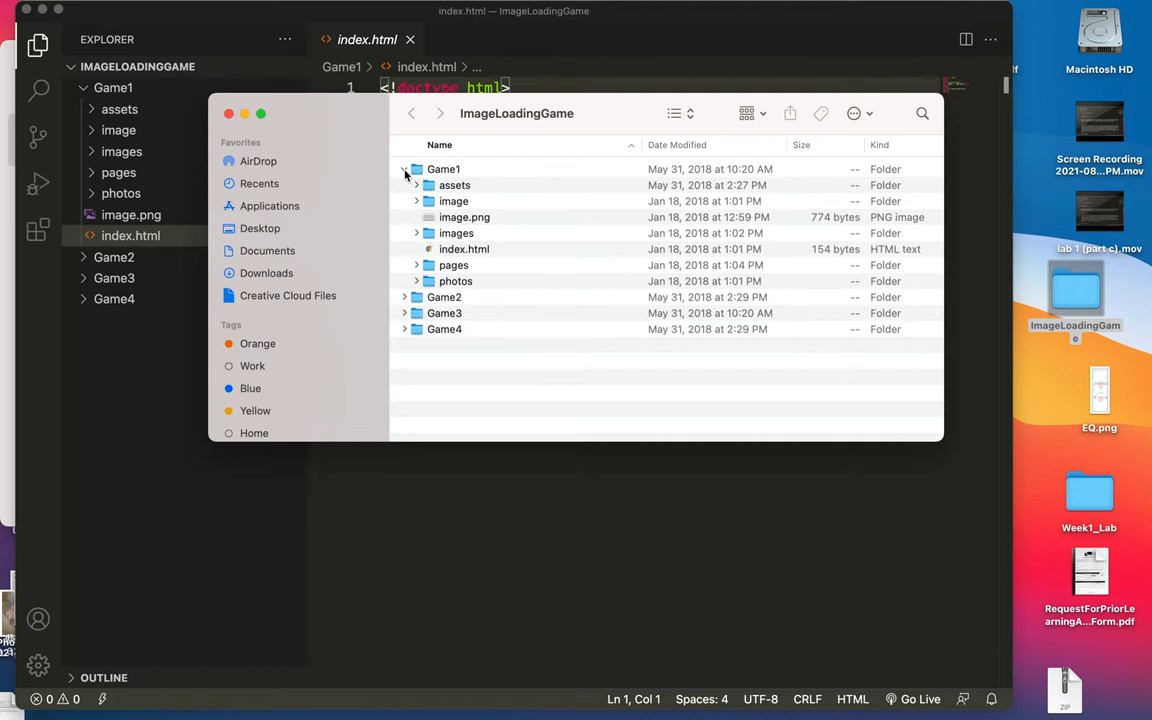 index.html — ImageLoadingGame
EXPLORER
index.html
IMAGELOADINGGAME
Game1
assets
image
images
pages
photos
image.png
index.html
Game2
Game3
Game4
OUTLINE
Game1 > index.html > ...
1 <!doctype html>
ImageLoadingGame
Favorites
AirDrop
Recents
Applications
Desktop
Documents
Downloads
Creative Cloud Files
Tags
Orange
Work
Blue
Yellow
Home
Name Date Modified Size Kind
Game1 May 31, 2018 at 10:20 AM -- Folder
assets May 31, 2018 at 2:27 PM -- Folder
image Jan 18, 2018 at 1:01 PM -- Folder
image.png Jan 18, 2018 at 12:59 PM 774 bytes PNG image
images Jan 18, 2018 at 1:02 PM -- Folder
index.html Jan 18, 2018 at 1:01 PM 154 bytes HTML text
pages Jan 18, 2018 at 1:04 PM -- Folder
photos Jan 18, 2018 at 1:01 PM -- Folder
Game2 May 31, 2018 at 2:29 PM -- Folder
Game3 May 31, 2018 at 10:20 AM -- Folder
Game4 May 31, 2018 at 2:29 PM -- Folder
0 0
Ln 1, Col 1 Spaces: 4 UTF-8 CRLF HTML Go Live
Macintosh HD
Screen Recording
2021-08...PM.mov
lab 1 (part c).mov
ImageLoadingGam
e
EQ.png
Week1_Lab
RequestForPriorLe
arningA...Form.pdf
ZIP